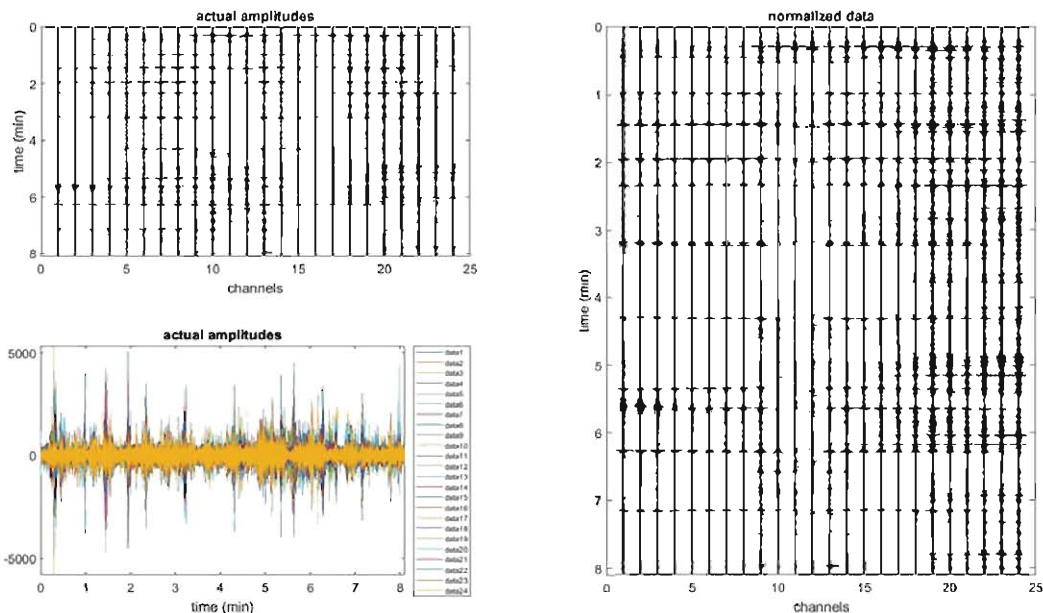 actual amplitudes
0
2
4
6
8
time (min)
0
5
10
15
20
25
channels
actual amplitudes
5000
0
-5000
0
1
2
3
4
5
6
7
8
time (min)
data1
data2
data3
data4
data5
data6
data7
data8
data9
data10
data11
data12
data13
data14
data15
data16
data17
data18
data19
data20
data21
data22
data23
data24
normalized data
0
1
2
3
4
5
6
7
8
time (min)
0
5
10
15
20
25
channels